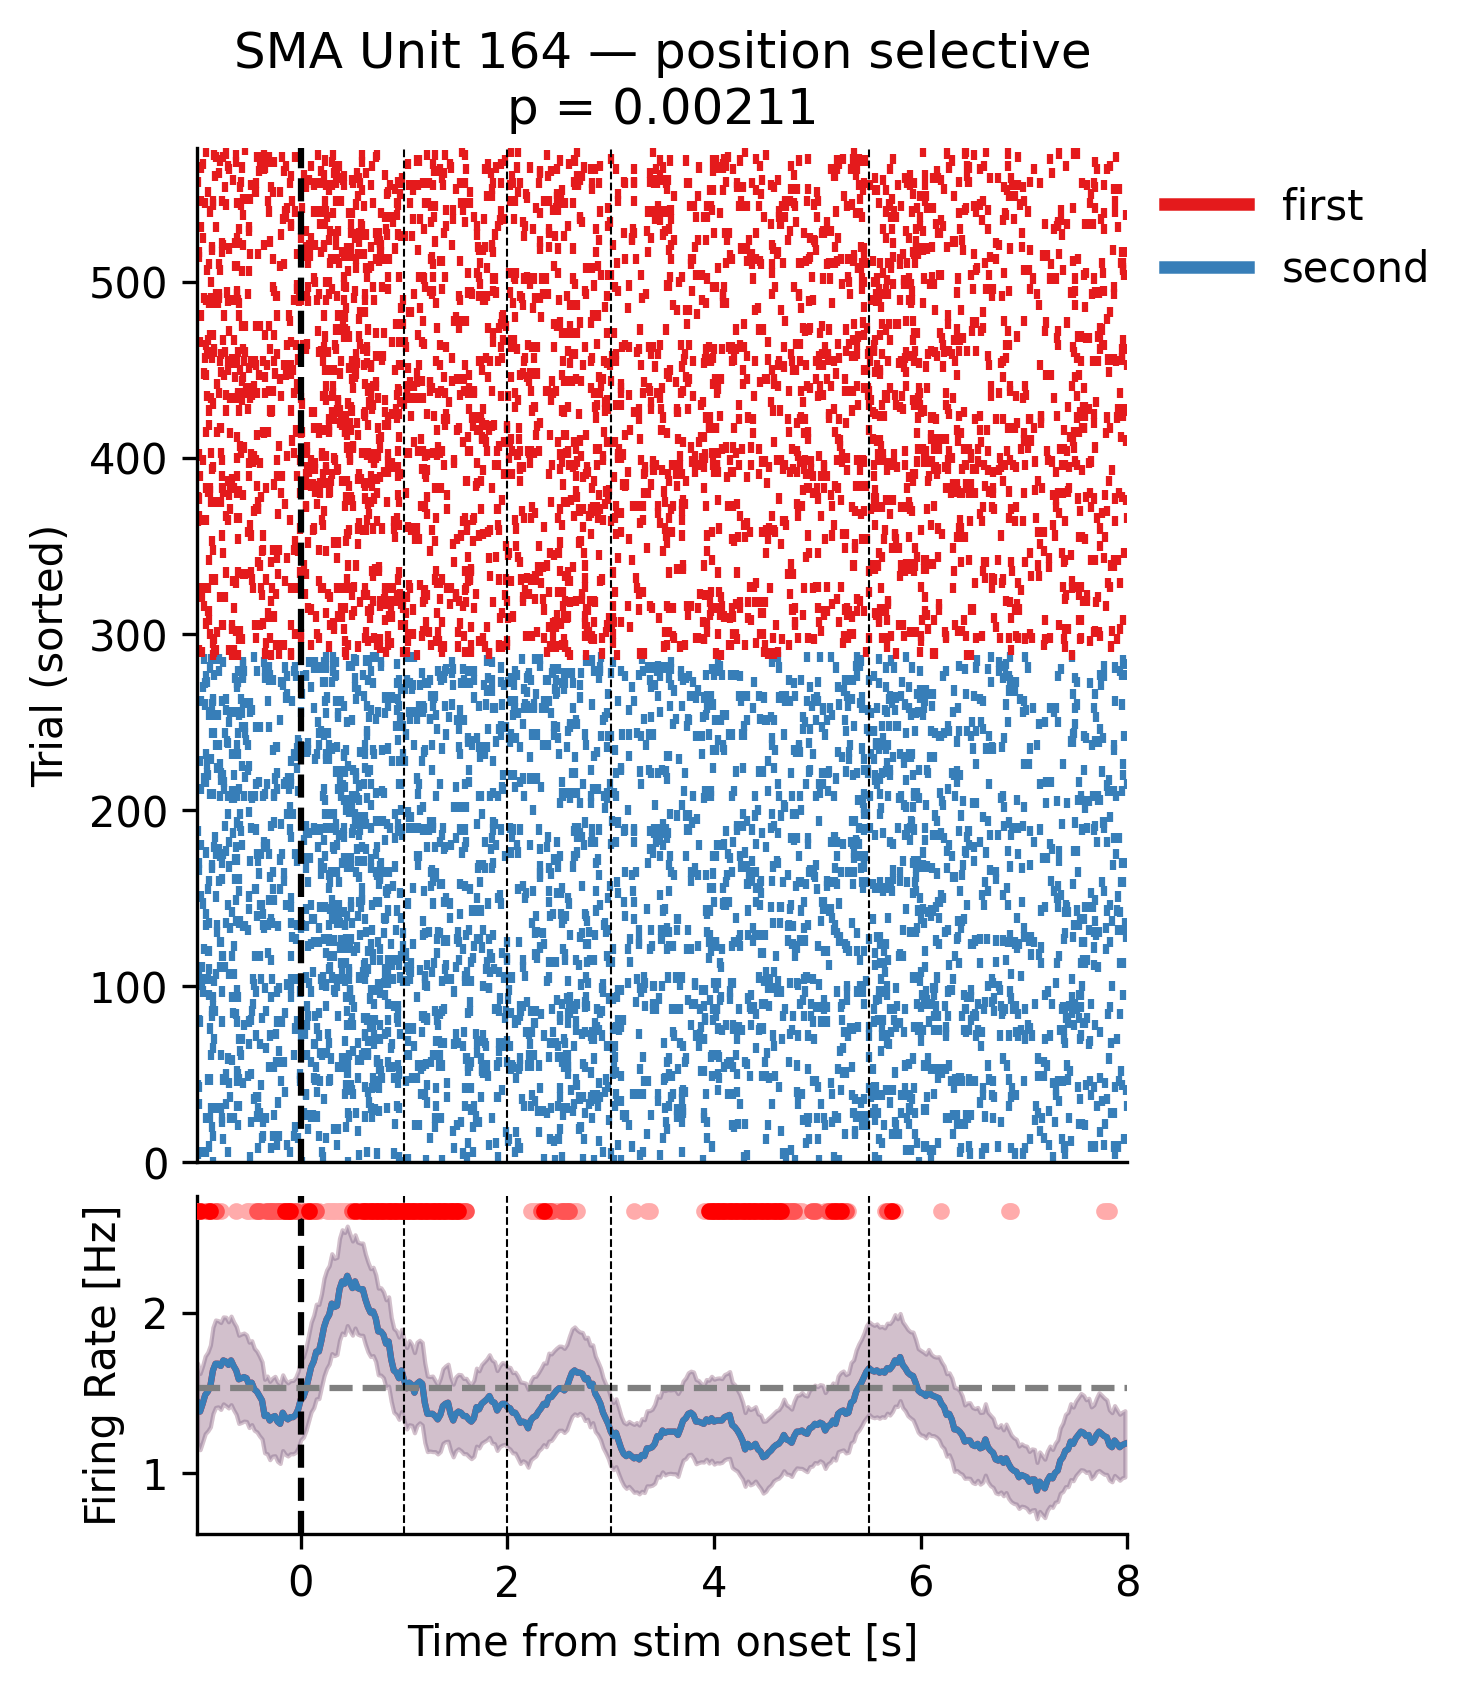 SMA Unit 164 — position selective
p = 0.00211
first
second
Trial (sorted)
500
400
300
200
100
0
Firing Rate [Hz]
2
1
0 2 4 6 8
Time from stim onset [s]